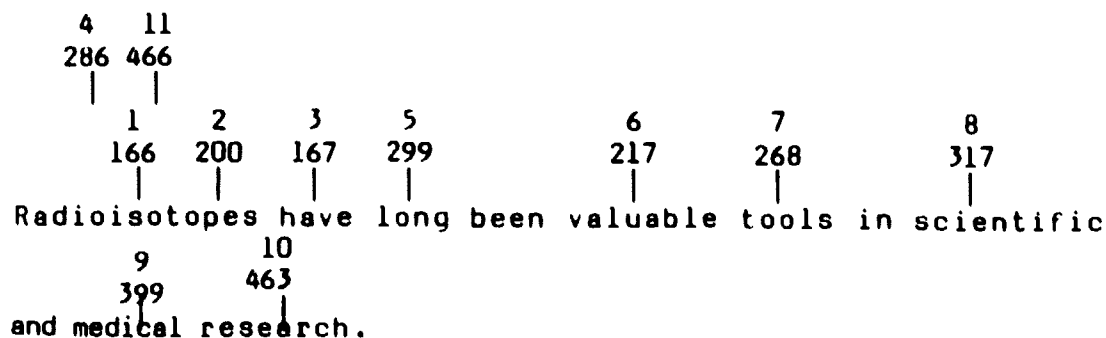 4 11
286 466
1 2 3 5 6 7 8
166 200 167 299 217 268 317
Radioisotopes have long been valuable tools in scientific
9 10
399 463
and medical research.